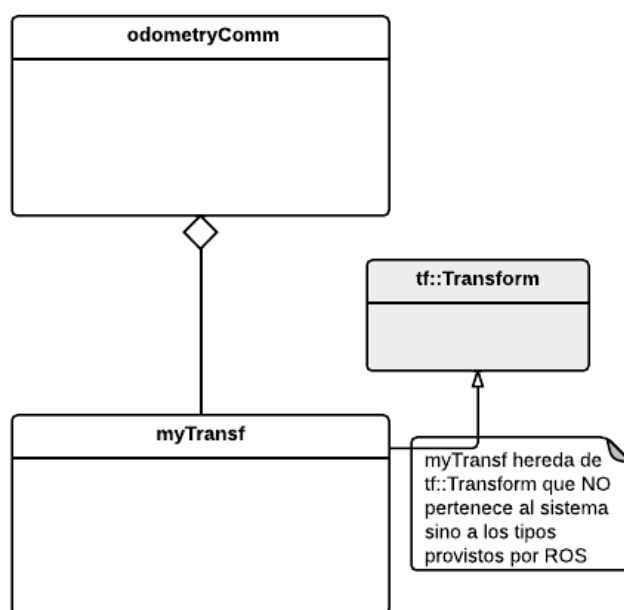 odometryComm
tf::Transform
myTransf
myTransf hereda de
tf::Transform que NO
pertenece al sistema
sino a los tipos
provistos por ROS